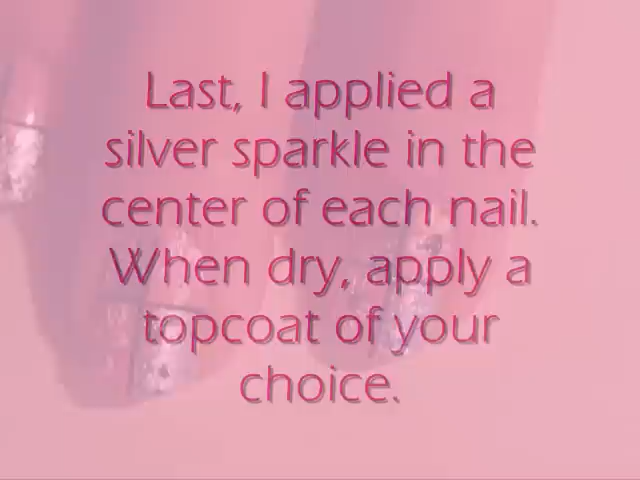 Last, I applied a
silver sparkle in the
center of each nail.
When dry, apply a
topcoat of your
choice.